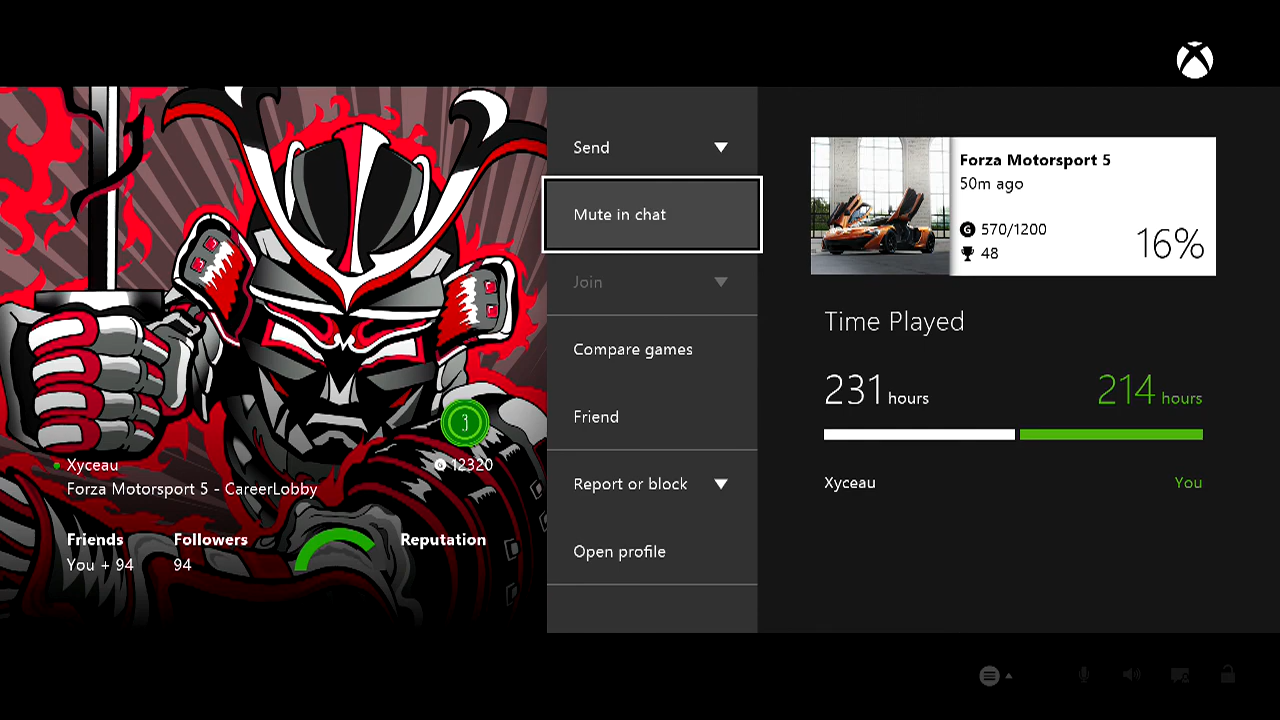 Send
Mute in chat
Join
Compare games
Friend
Report or block
Open profile
3
Xyceau
G 12320
Forza Motorsport 5 - CareerLobby
Friends
Followers
Reputation
You + 94
94
Forza Motorsport 5
50m ago
G 570/1200
48
16%
Time Played
231 hours
214 hours
Xyceau
You